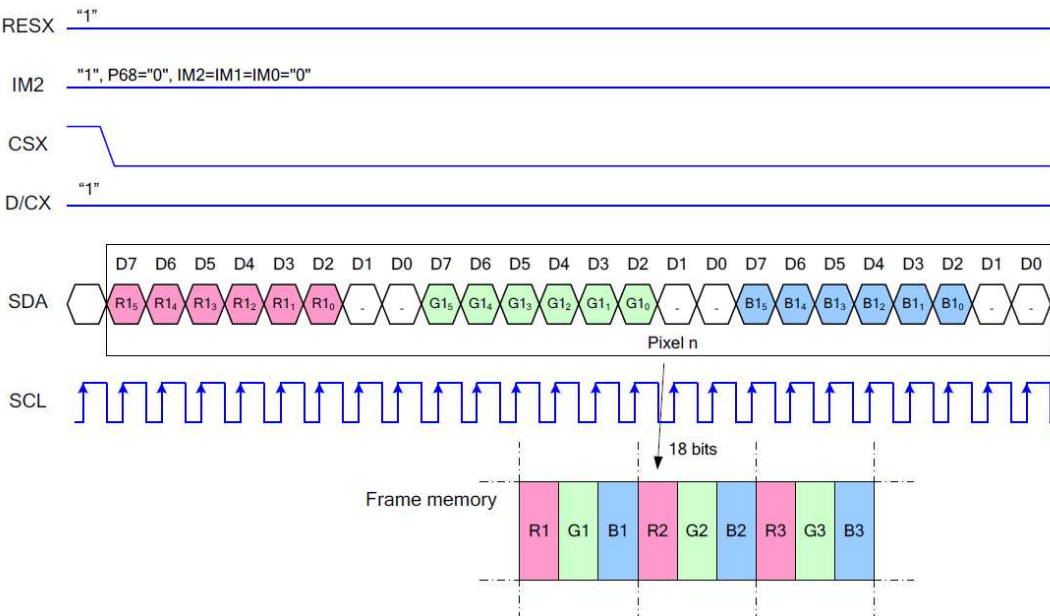 RESX “1”
IM2 "1", P68="0", IM2=IM1=IM0="0"
CSX
D/CX “1”
D7 D6 D5 D4 D3 D2 D1 D0 D7 D6 D5 D4 D3 D2 D1 D0 D7 D6 D5 D4 D3 D2 D1 D0
SDA R1₅ R1₄ R1₃ R1₂ R1₁ R1₀ - - G1₅ G1₄ G1₃ G1₂ G1₁ G1₀ - - B1₅ B1₄ B1₃ B1₂ B1₁ B1₀ - -
Pixel n
SCL
18 bits
Frame memory
R1 G1 B1 R2 G2 B2 R3 G3 B3